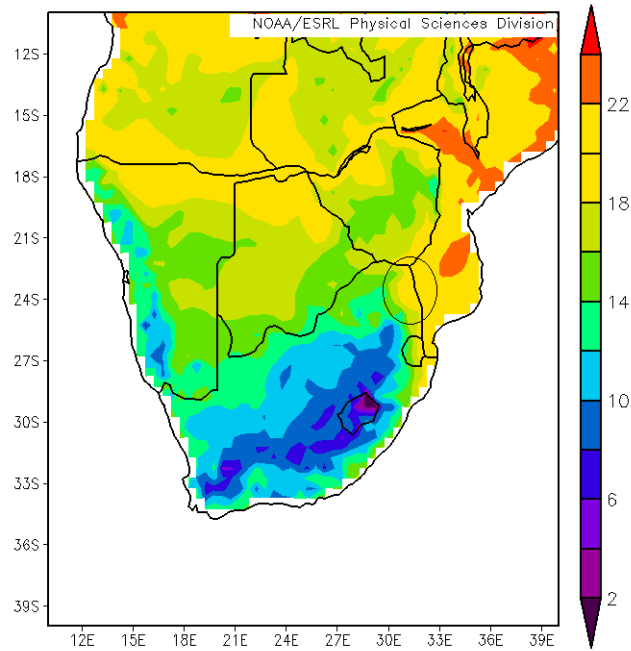 NOAA/ESRL Physical Sciences Division
12S
15S
18S
21S
24S
27S
30S
33S
36S
39S
12E
15E
18E
21E
24E
27E
30E
33E
36E
39E
22
18
14
10
6
2